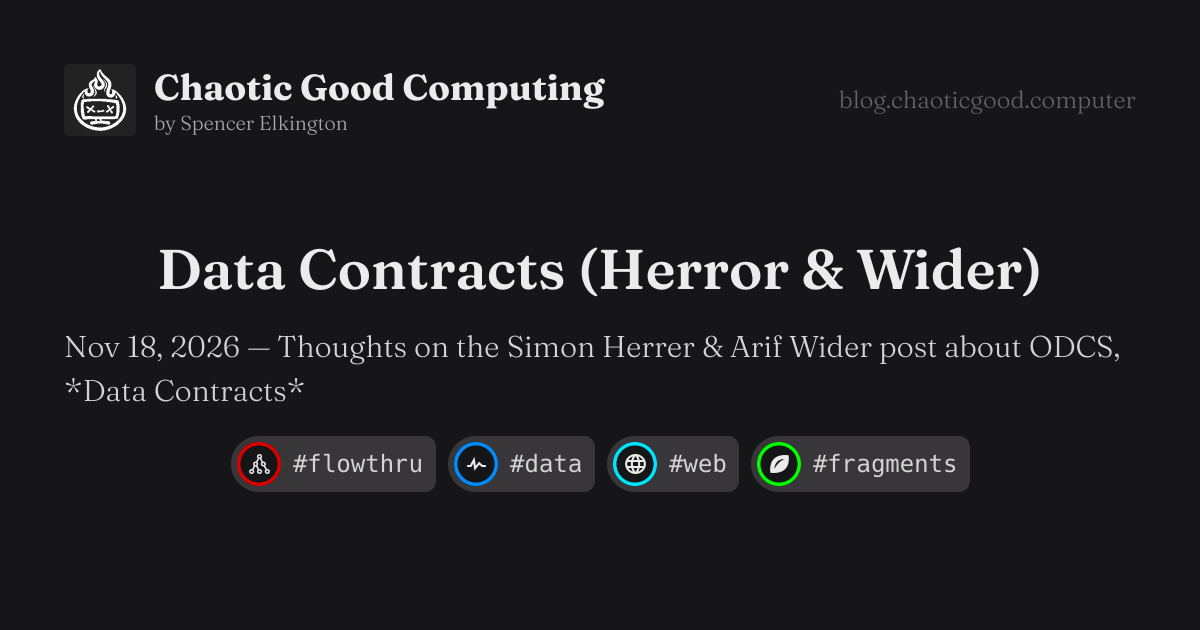 Chaotic Good Computing
by Spencer Elkington
blog.chaoticgood.computer
Data Contracts (Herror & Wider)
Nov 18, 2026 — Thoughts on the Simon Herrer & Arif Wider post about ODCS,
*Data Contracts*
#flowthru #data #web #fragments